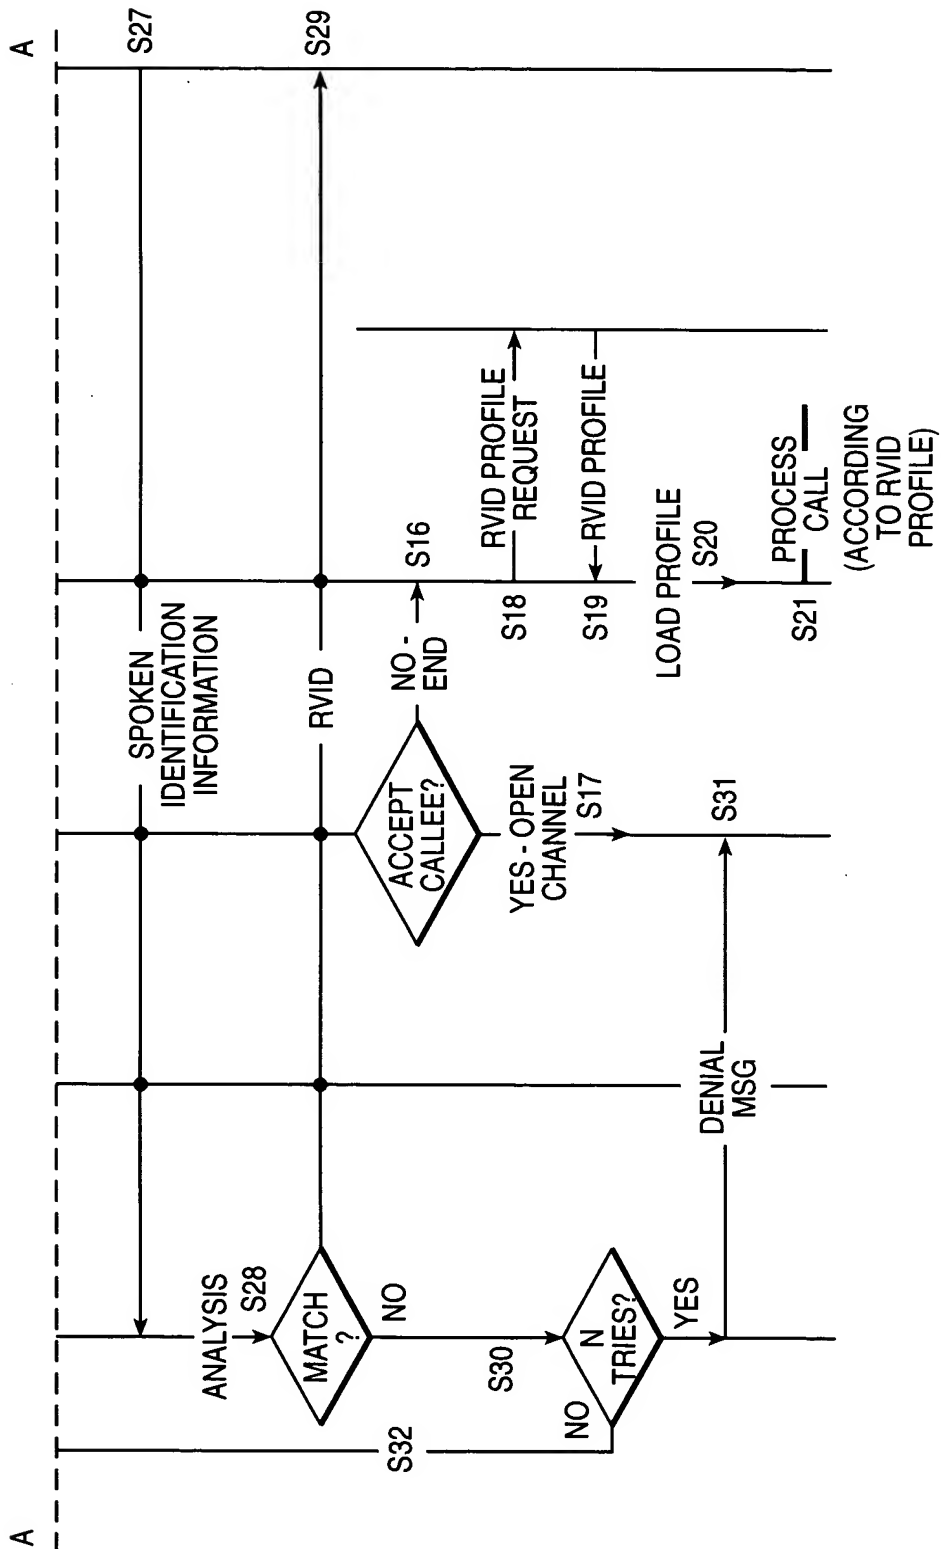 A
A
S27
SPOKEN
IDENTIFICATION
INFORMATION
ANALYSIS
S28
MATCH
?
RVID
S29
NO
S32
S30
ACCEPT
CALLEE?
NO -
END
S16
YES - OPEN
CHANNEL
S17
S18
RVID PROFILE
REQUEST
S19
RVID PROFILE
N
TRIES?
NO
YES
LOAD PROFILE
S20
DENIAL
MSG
S31
S21
PROCESS
CALL
(ACCORDING
TO RVID
PROFILE)